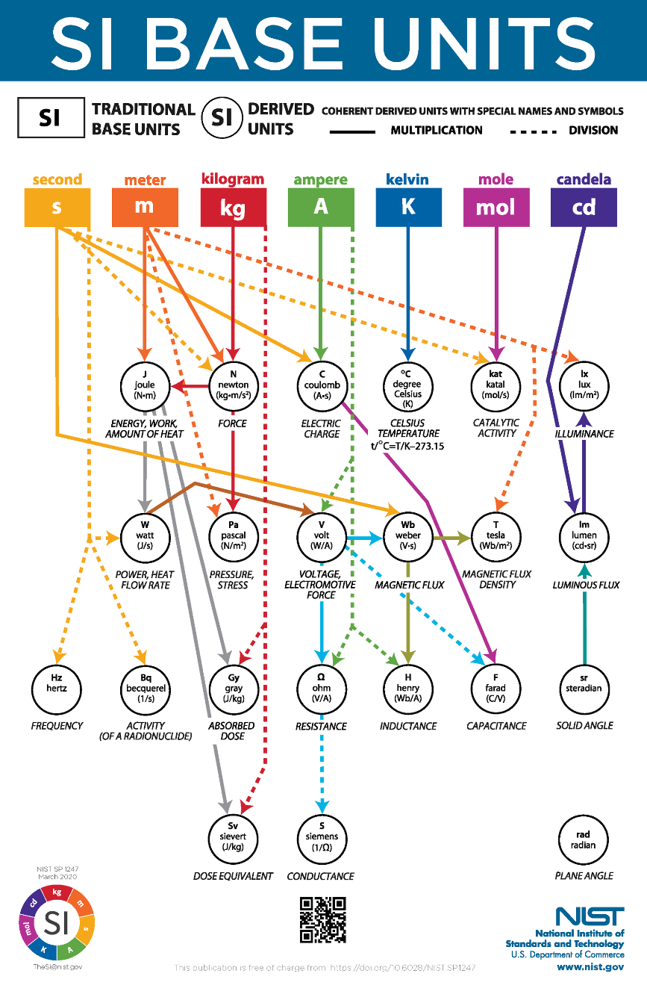 SI BASE UNITS
SI
TRADITIONAL
BASE UNITS
SI
DERIVED
UNITS
COHERENT DERIVED UNITS WITH SPECIAL NAMES AND SYMBOLS
MULTIPLICATION
DIVISION
second
meter
kilogram
ampere
kelvin
mole
candela
s
m
kg
A
K
mol
cd
J
joule
(N•m)
ENERGY, WORK,
AMOUNT OF HEAT
N
newton
(kg•m/s²)
FORCE
C
coulomb
(A•s)
ELECTRIC
CHARGE
°C
degree
Celsius
(K)
CELSIUS
TEMPERATURE
t/°C=T/K–273.15
kat
katal
(mol/s)
CATALYTIC
ACTIVITY
lx
lux
(lm/m²)
ILLUMINANCE
W
watt
(J/s)
POWER, HEAT
FLOW RATE
Pa
pascal
(N/m²)
PRESSURE,
STRESS
V
volt
(W/A)
VOLTAGE,
ELECTROMOTIVE
FORCE
Wb
weber
(V•s)
MAGNETIC FLUX
T
tesla
(Wb/m²)
MAGNETIC FLUX
DENSITY
lm
lumen
(cd•sr)
LUMINOUS FLUX
Hz
hertz
FREQUENCY
Bq
becquerel
(1/s)
ACTIVITY
(OF A RADIONUCLIDE)
Gy
gray
(J/kg)
ABSORBED
DOSE
Ω
ohm
(V/A)
RESISTANCE
H
henry
(Wb/A)
INDUCTANCE
F
farad
(C/V)
CAPACITANCE
sr
steradian
SOLID ANGLE
Sv
sievert
(J/kg)
DOSE EQUIVALENT
S
siemens
(1/Ω)
CONDUCTANCE
rad
radian
PLANE ANGLE
NIST SP 1247
March 2020
kg
m
s
A
K
mol
cd
SI
TheSI@nist.gov
This publication is free of charge from: https://doi.org/10.6028/NIST.SP.1247
NIST
National Institute of
Standards and Technology
U.S. Department of Commerce
www.nist.gov